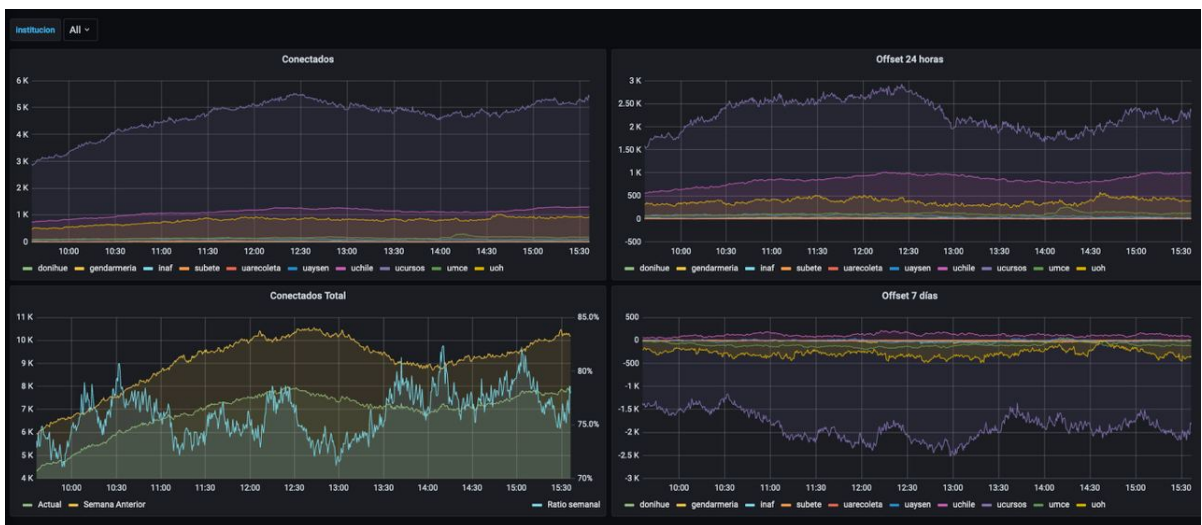 institucion All
Conectados
6 K
5 K
4 K
3 K
2 K
1 K
0
10:00 10:30 11:00 11:30 12:00 12:30 13:00 13:30 14:00 14:30 15:00 15:30
donihue gendarmeria inaf subete uarecoleta uaysen uchile ucursos umce uoh
Offset 24 horas
3 K
2.50 K
2 K
1.50 K
1 K
500
0
-500
10:00 10:30 11:00 11:30 12:00 12:30 13:00 13:30 14:00 14:30 15:00 15:30
donihue gendarmeria inaf subete uarecoleta uaysen uchile ucursos umce uoh
Conectados Total
11 K 85.0%
10 K
9 K 80%
8 K
7 K
6 K 75.0%
5 K
4 K 70%
10:00 10:30 11:00 11:30 12:00 12:30 13:00 13:30 14:00 14:30 15:00 15:30
Actual Semana Anterior Ratio semanal
Offset 7 días
500
0
-500
-1 K
-1.5 K
-2 K
-2.5 K
-3 K
10:00 10:30 11:00 11:30 12:00 12:30 13:00 13:30 14:00 14:30 15:00 15:30
donihue gendarmeria inaf subete uarecoleta uaysen uchile ucursos umce uoh